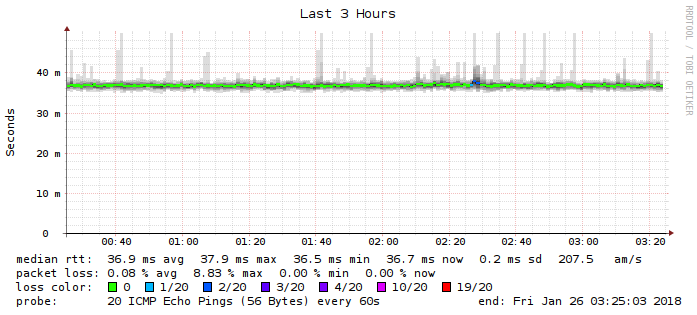 Last 3 Hours
RRDTOOL / TOBI OETIKER
Seconds
40 m
30 m
20 m
10 m
0
00:40 01:00 01:20 01:40 02:00 02:20 02:40 03:00 03:20
median rtt: 36.9 ms avg 37.9 ms max 36.5 ms min 36.7 ms now 0.2 ms sd 207.5 am/s
packet loss: 0.08 % avg 8.83 % max 0.00 % min 0.00 % now
loss color: 0 1/20 2/20 3/20 4/20 10/20 19/20
probe: 20 ICMP Echo Pings (56 Bytes) every 60s end: Fri Jan 26 03:25:03 2018